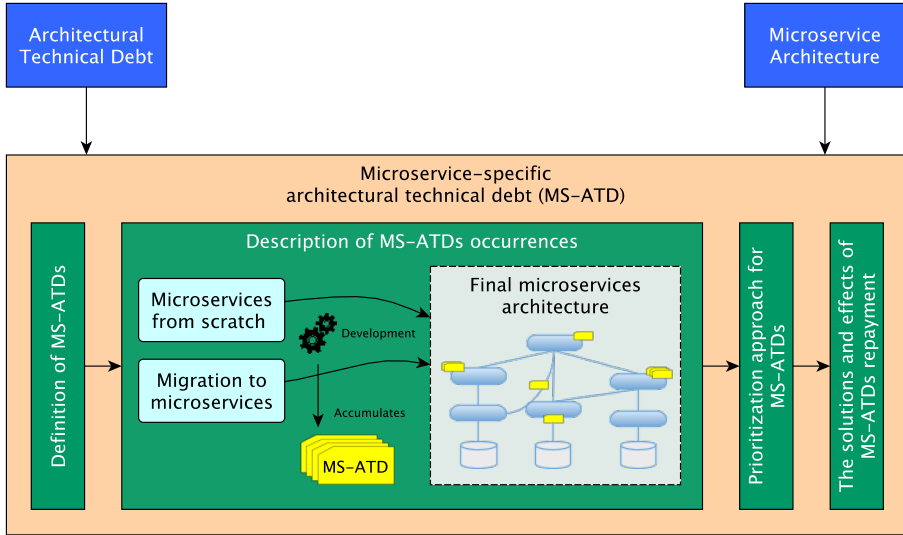 Architectural
Technical Debt
Microservice
Architecture
Microservice-specific
architectural technical debt (MS-ATD)
Definition of MS-ATDs
Description of MS-ATDs occurrences
Microservices
from scratch
Development
Migration to
microservices
Accumulates
MS-ATD
Final microservices
architecture
Prioritization approach for
MS-ATDs
The solutions and effects of
MS-ATDs repayment